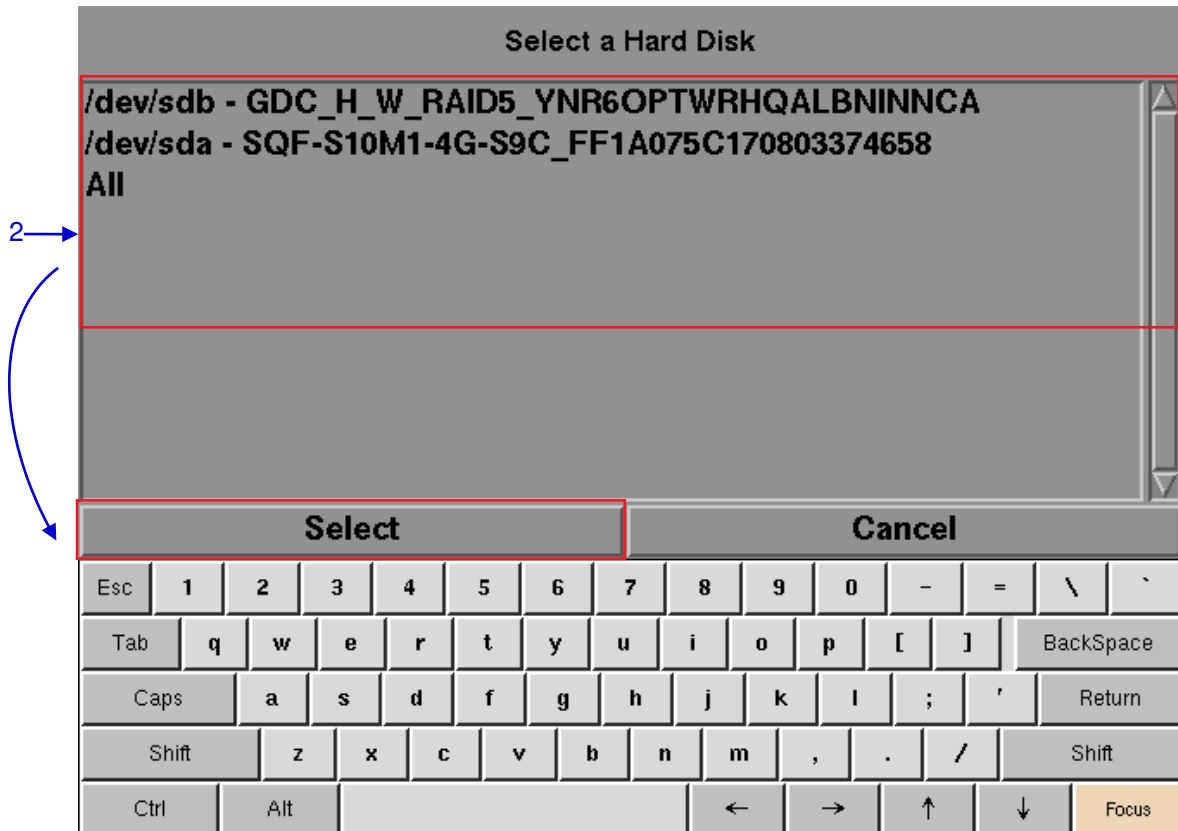 Select a Hard Disk
/dev/sdb - GDC_H_W_RAID5_YNR6OPTWRHQALBNINNCA
/dev/sda - SQF-S10M1-4G-S9C_FF1A075C170803374658
All
2
Select Cancel
Esc 1 2 3 4 5 6 7 8 9 0 - = \ `
Tab q w e r t y u i o p [ ] BackSpace
Caps a s d f g h j k l ; ' Return
Shift z x c v b n m , . / Shift
Ctrl Alt ← → ↑ ↓ Focus